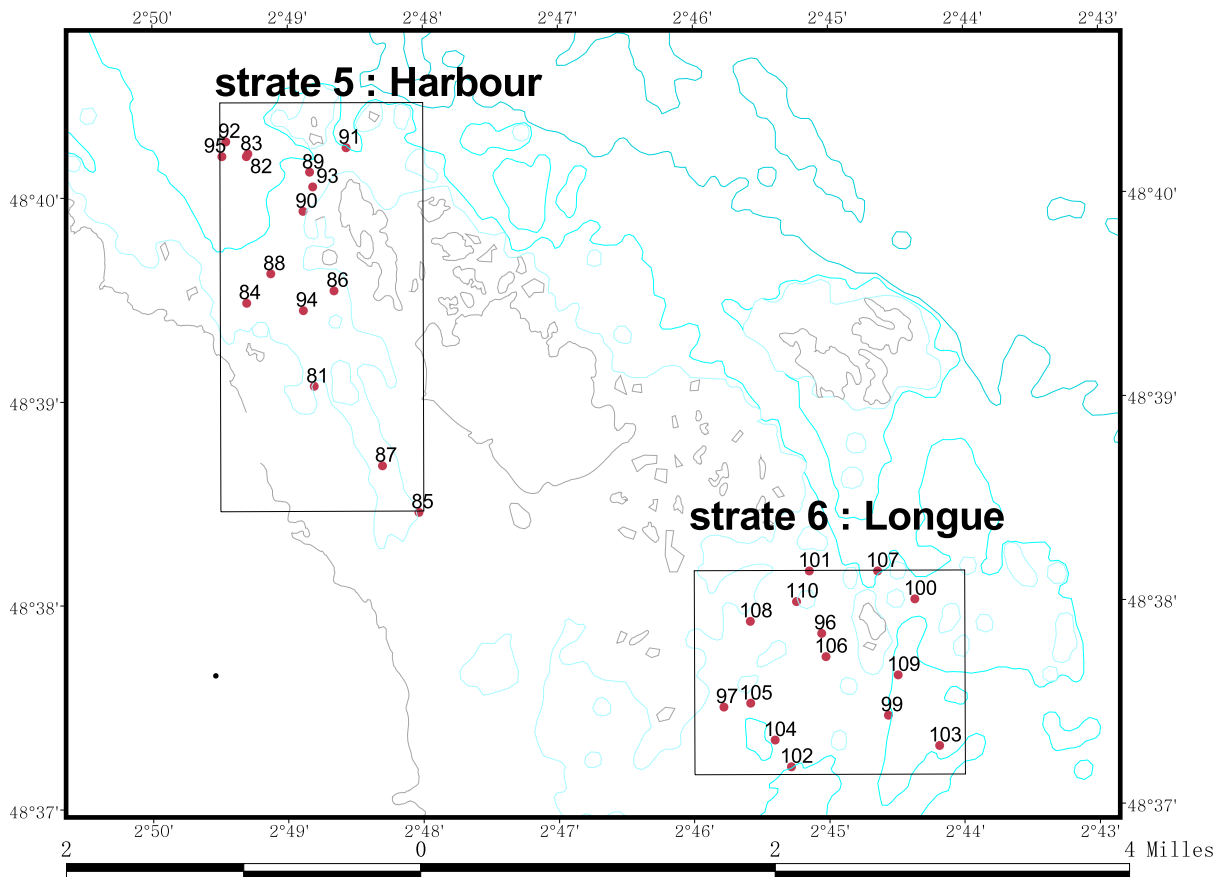 2°50' 2°49' 2°48' 2°47' 2°46' 2°45' 2°44' 2°43'
strate 5 : Harbour
92 83 91
95 82 89
93
48°40' 90 48°40'
88
84 94 86
81
48°39' 48°39'
87
85
strate 6 : Longue
101 107
48°38' 110 100 48°38'
108 96
106
109
97 105
99
104 103
102
48°37' 48°37'
2°50' 2°49' 2°48' 2°47' 2°46' 2°45' 2°44' 2°43'
2 0 2 4 Milles